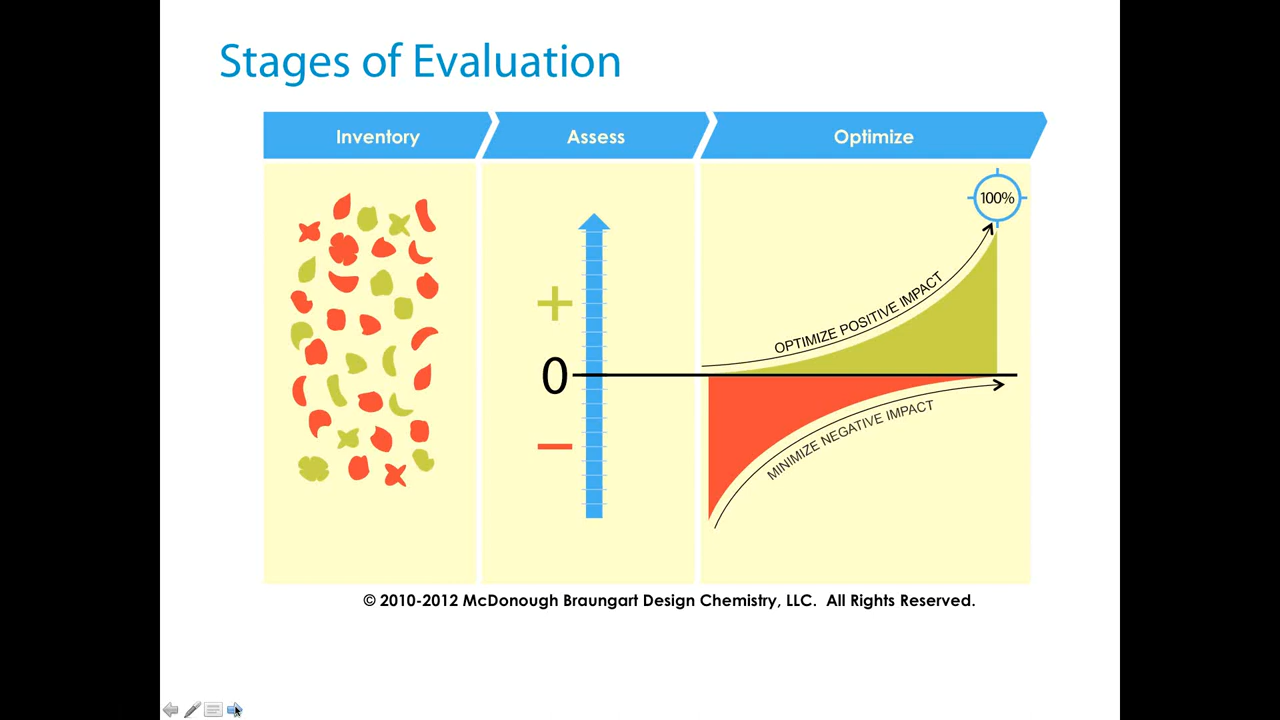 Stages of Evaluation
Inventory
Assess
Optimize
100%
OPTIMIZE POSITIVE IMPACT
+
0
−
MINIMIZE NEGATIVE IMPACT
© 2010-2012 McDonough Braungart Design Chemistry, LLC.  All Rights Reserved.